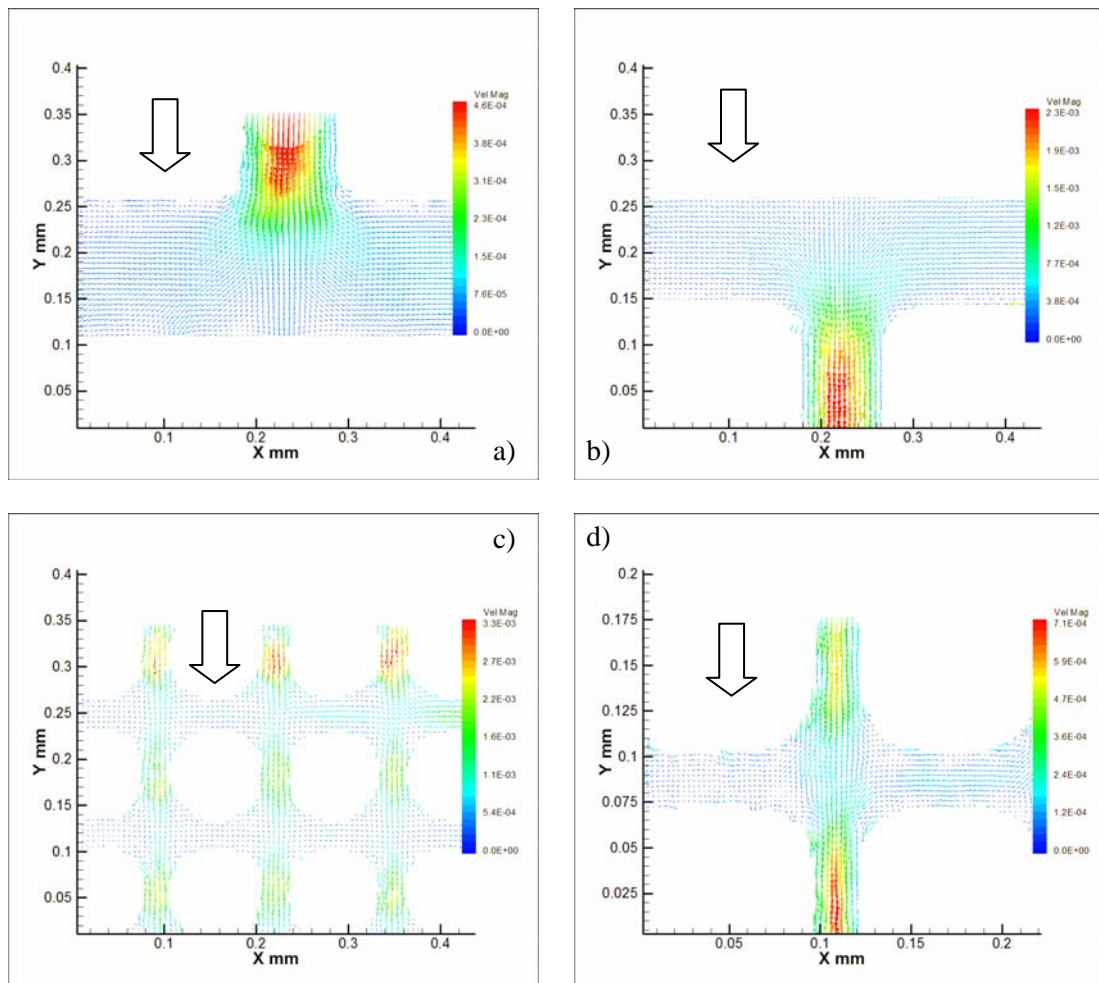 Vel Mag
4.6E-04
3.8E-04
3.1E-04
2.3E-04
1.5E-04
7.6E-05
0.0E+00
0.4
0.35
0.3
0.25
0.2
0.15
0.1
0.05
Y mm
0.1
0.2
0.3
0.4
X mm
a)
Vel Mag
2.3E-03
1.9E-03
1.5E-03
1.1E-03
7.7E-04
3.8E-04
0.0E+00
0.4
0.35
0.3
0.25
0.2
0.15
0.1
0.05
Y mm
0.1
0.2
0.3
0.4
X mm
b)
c)
Vel Mag
3.3E-03
2.7E-03
2.2E-03
1.6E-03
1.1E-03
5.4E-04
0.0E+00
0.4
0.35
0.3
0.25
0.2
0.15
0.1
0.05
Y mm
0.1
0.2
0.3
0.4
X mm
d)
Vel Mag
7.1E-04
5.9E-04
4.7E-04
3.6E-04
2.4E-04
1.2E-04
0.0E+00
0.2
0.175
0.15
0.125
0.1
0.075
0.05
0.025
Y mm
0.05
0.1
0.15
0.2
X mm